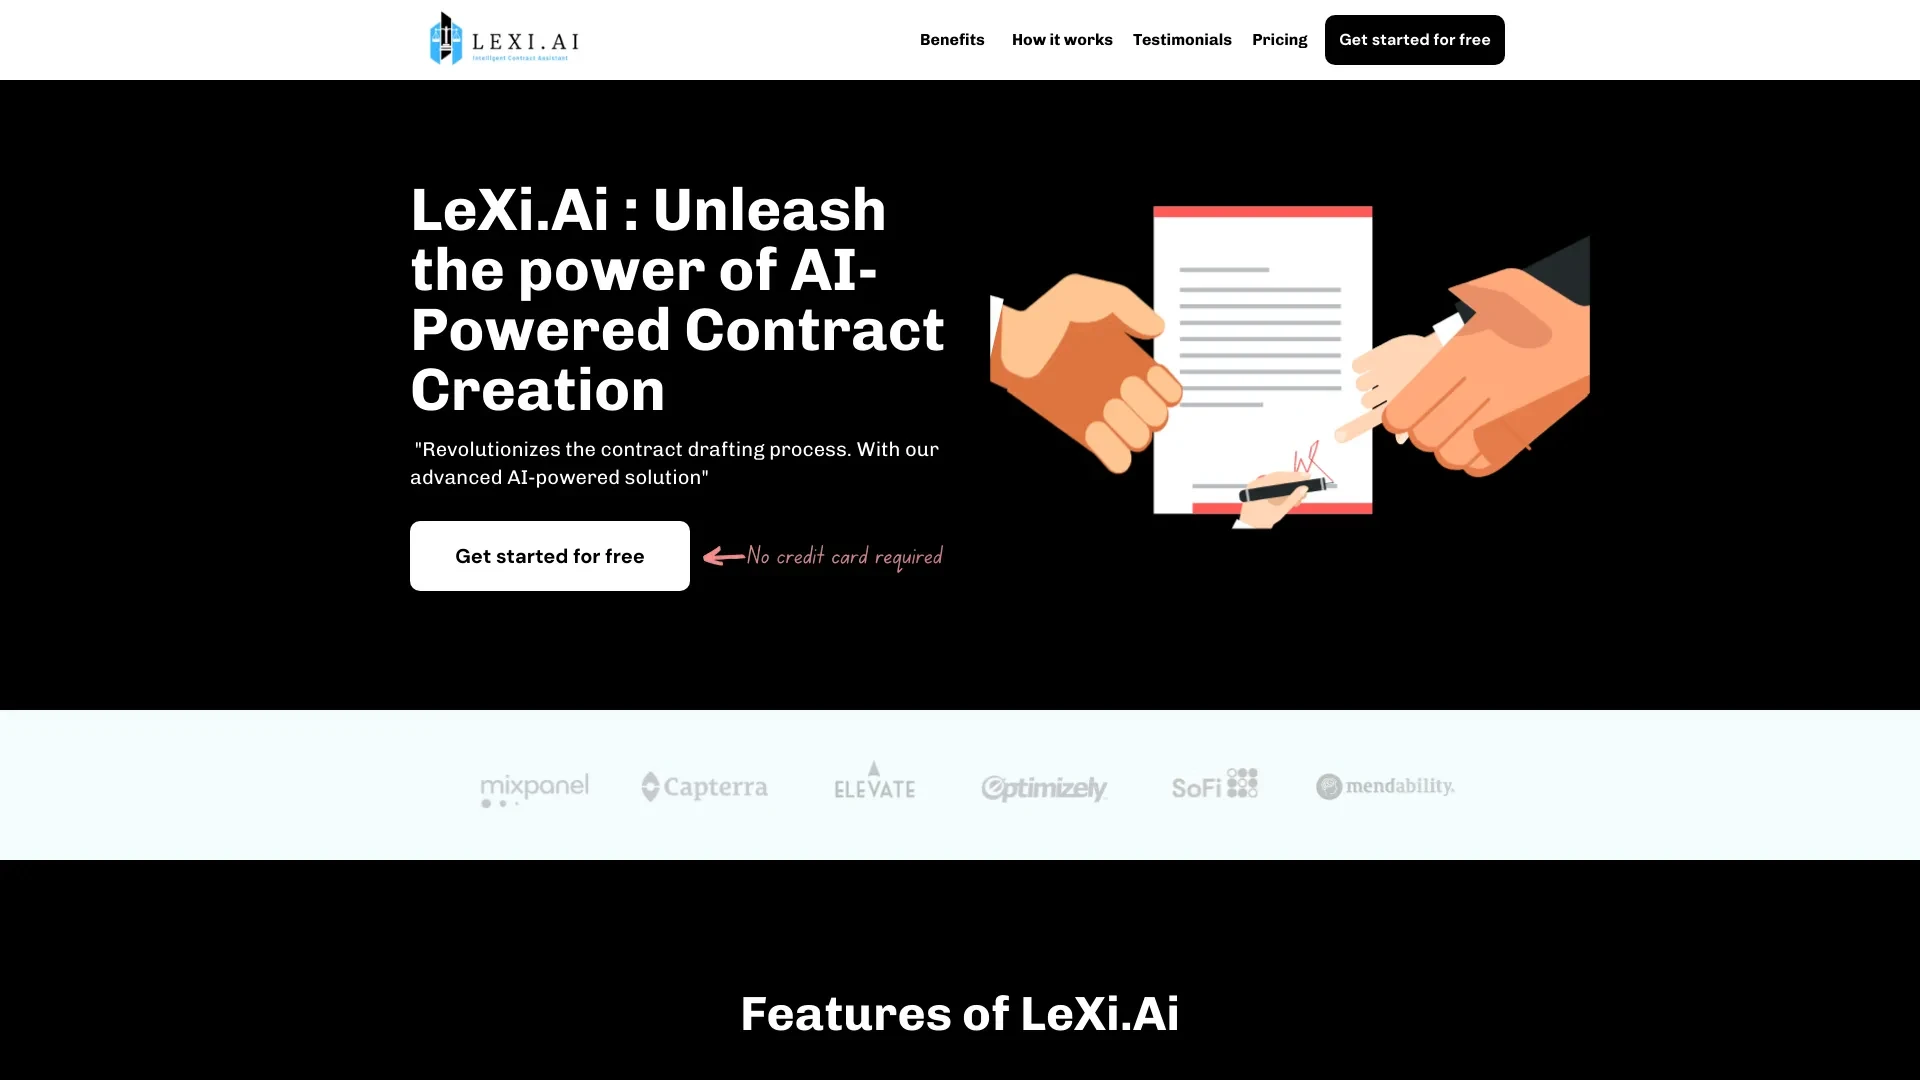 LEXI.AI
Intelligent Contract Assistant
Benefits
How it works
Testimonials
Pricing
Get started for free
LeXi.Ai : Unleash
the power of AI-
Powered Contract
Creation
"Revolutionizes the contract drafting process. With our
advanced AI-powered solution"
Get started for free
No credit card required
mixpanel
Capterra
ELEVATE
Optimizely
SoFi
mendability.
Features of LeXi.Ai